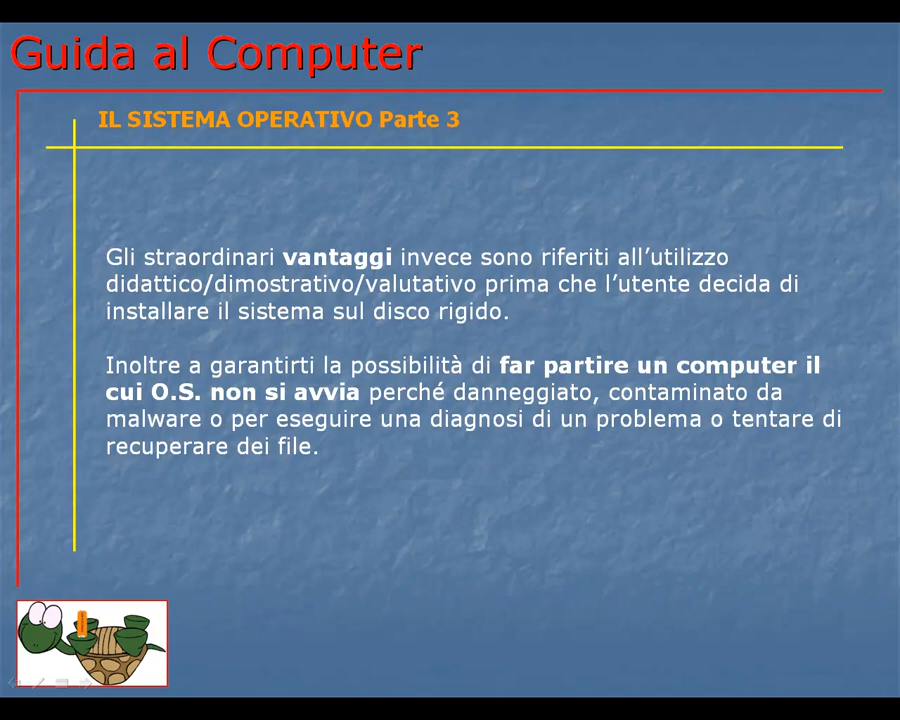 Guida al Computer
IL SISTEMA OPERATIVO Parte 3
Gli straordinari vantaggi invece sono riferiti all’utilizzo
didattico/dimostrativo/valutativo prima che l’utente decida di
installare il sistema sul disco rigido.
Inoltre a garantirti la possibilità di far partire un computer il
cui O.S. non si avvia perché danneggiato, contaminato da
malware o per eseguire una diagnosi di un problema o tentare di
recuperare dei file.